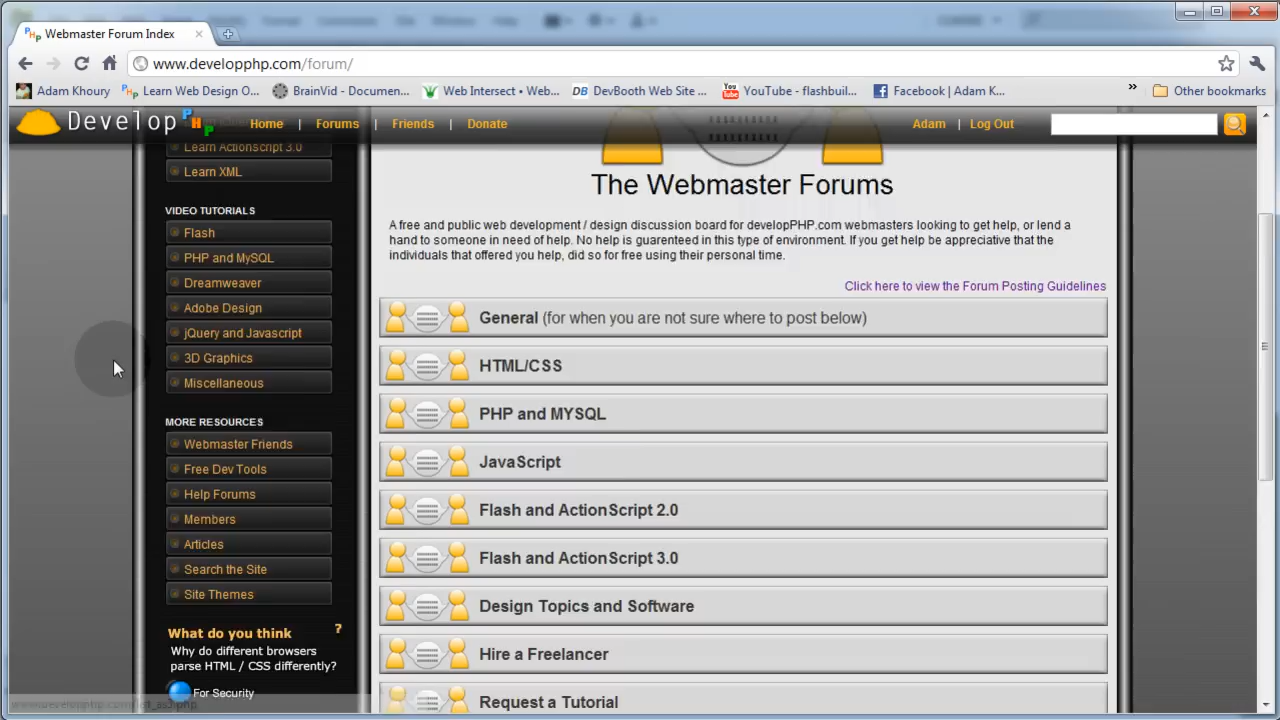 Webmaster Forum Index
www.developphp.com/forum/
Adam Khoury
Learn Web Design O...
BrainVid - Documen...
Web Intersect • Web...
DB DevBooth Web Site ...
YouTube - flashbuil...
Facebook | Adam K...
»
Other bookmarks
Develop PHP
Home | Forums | Friends | Donate
Adam | Log Out
Learn Actionscript 3.0
Learn XML
VIDEO TUTORIALS
Flash
PHP and MySQL
Dreamweaver
Adobe Design
jQuery and Javascript
3D Graphics
Miscellaneous
MORE RESOURCES
Webmaster Friends
Free Dev Tools
Help Forums
Members
Articles
Search the Site
Site Themes
What do you think ?
Why do different browsers
parse HTML / CSS differently?
For Security
The Webmaster Forums
A free and public web development / design discussion board for developPHP.com webmasters looking to get help, or lend a
hand to someone in need of help. No help is guarenteed in this type of environment. If you get help be appreciative that the
individuals that offered you help, did so for free using their personal time.
Click here to view the Forum Posting Guidelines
General (for when you are not sure where to post below)
HTML/CSS
PHP and MYSQL
JavaScript
Flash and ActionScript 2.0
Flash and ActionScript 3.0
Design Topics and Software
Hire a Freelancer
Request a Tutorial